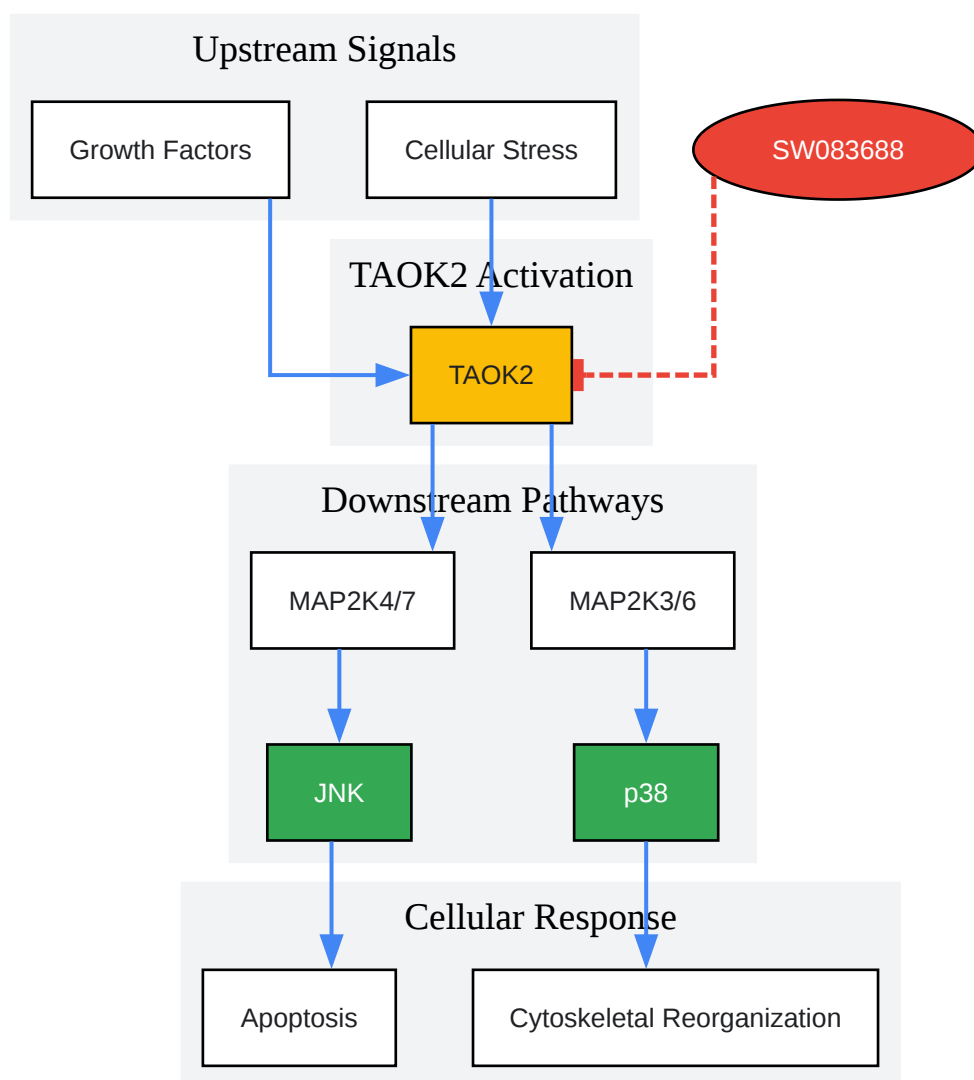 Upstream Signals
Growth Factors
Cellular Stress
SW083688
TAOK2 Activation
TAOK2
Downstream Pathways
MAP2K4/7
MAP2K3/6
JNK
p38
Cellular Response
Apoptosis
Cytoskeletal Reorganization